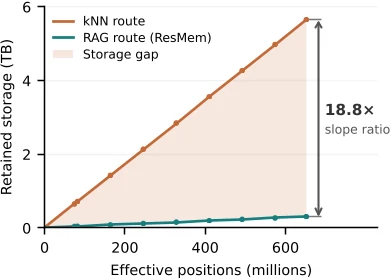 6
4
2
0
Retained storage (TB)
kNN route
RAG route (ResMem)
Storage gap
18.8×
slope ratio
0
200
400
600
Effective positions (millions)